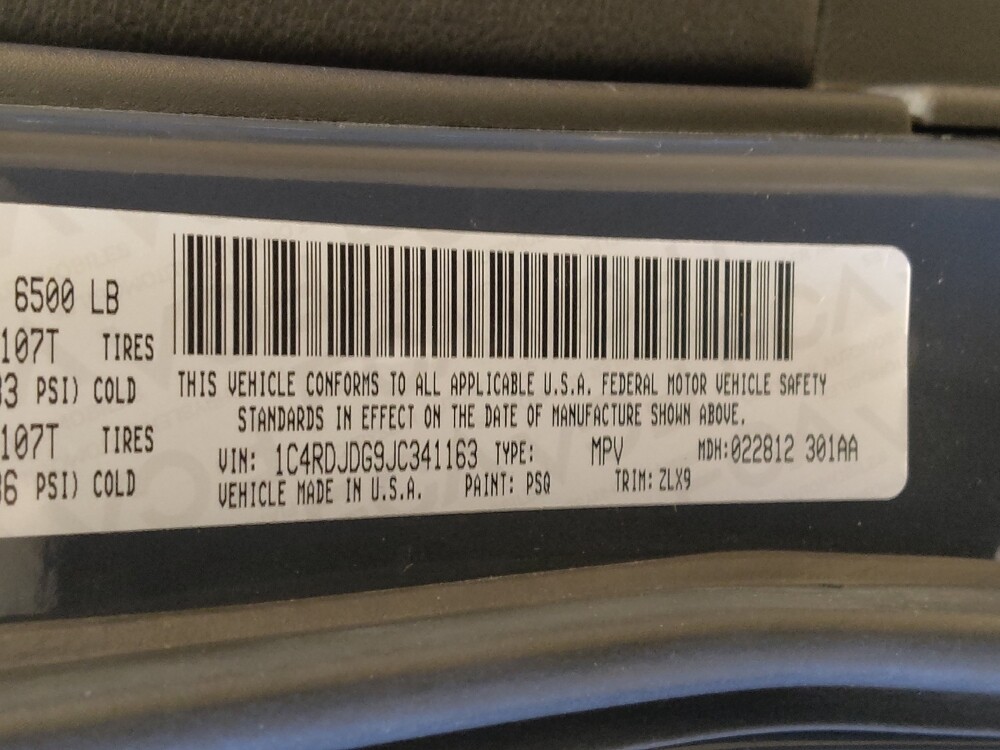 6500 LB
107T TIRES
33 PSI) COLD
107T TIRES
36 PSI) COLD
THIS VEHICLE CONFORMS TO ALL APPLICABLE U.S.A. FEDERAL MOTOR VEHICLE SAFETY
STANDARDS IN EFFECT ON THE DATE OF MANUFACTURE SHOWN ABOVE.
VIN: 1C4RDJDG9JC341163 TYPE: MPV MDH:022812 301AA
VEHICLE MADE IN U.S.A. PAINT: PSQ TRIM: ZLX9